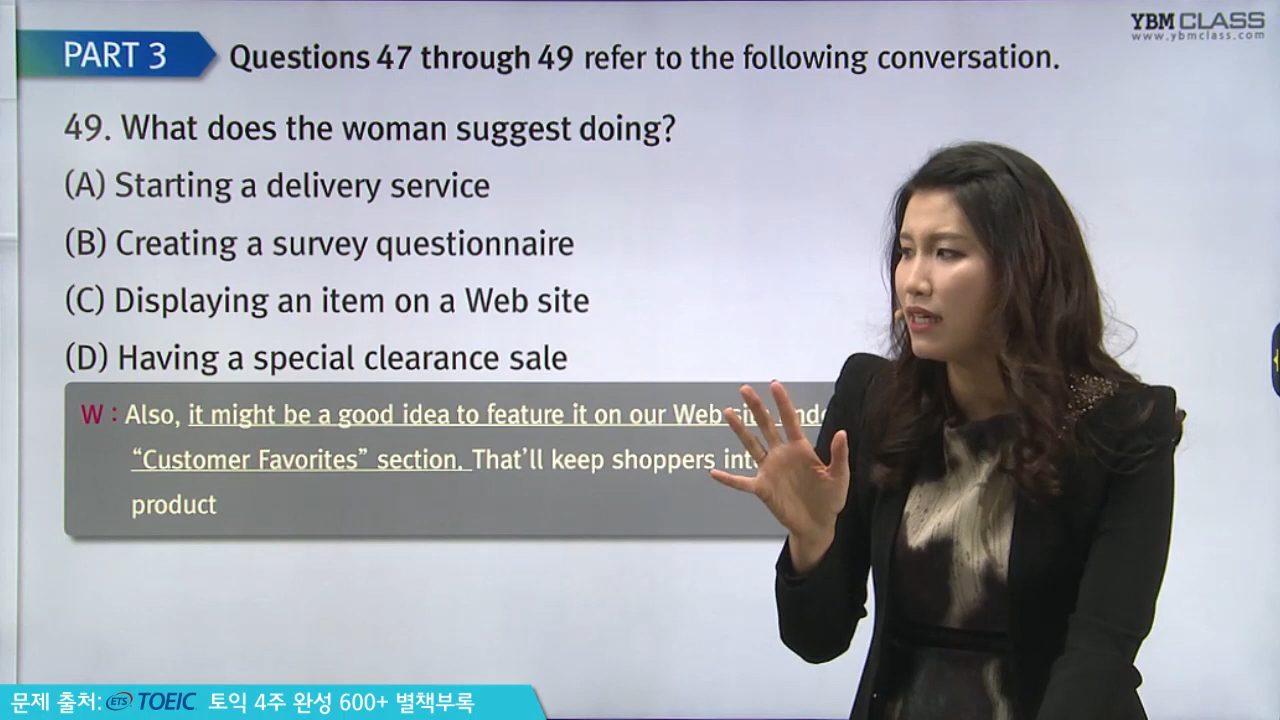 YBM CLASS
www.ybmclass.com
PART 3
Questions 47 through 49 refer to the following conversation.
49. What does the woman suggest doing?
(A) Starting a delivery service
(B) Creating a survey questionnaire
(C) Displaying an item on a Web site
(D) Having a special clearance sale
W : Also, it might be a good idea to feature it on our Web
"Customer Favorites" section. That'll keep shoppers
product
문제 출처: ETS TOEIC 토익 4주 완성 600+ 별책부록